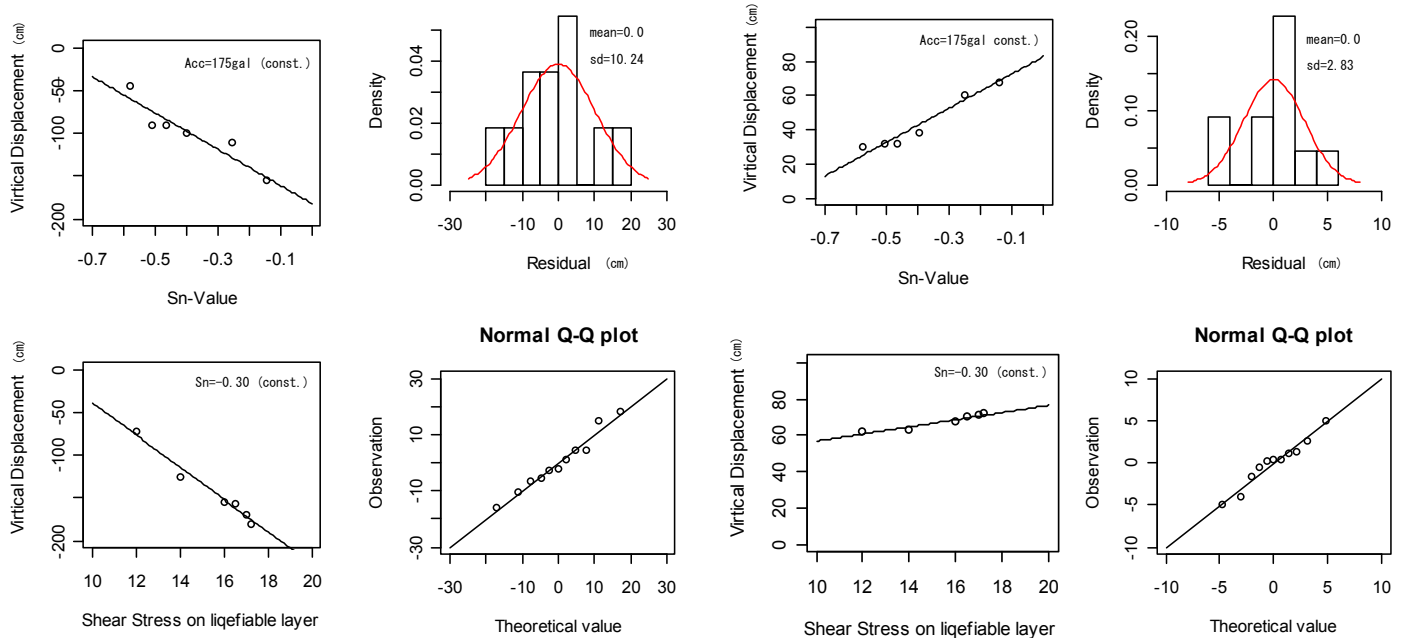 Virtical Displacement (cm)
0
-50
-100
-200
Acc=175gal (const.)
-0.7
-0.5
-0.3
-0.1
Sn-Value
Density
0.04
0.02
0.00
mean=0.0
sd=10.24
-30
-10
0
10
20
30
Residual (cm)
Virtical Displacement (cm)
80
60
40
20
0
Acc=175gal const.)
-0.7
-0.5
-0.3
-0.1
Sn-Value
Density
0.20
0.10
0.00
mean=0.0
sd=2.83
-10
-5
0
5
10
Residual (cm)
Virtical Displacement (cm)
0
-50
-100
-200
Sn=-0.30 (const.)
10
12
14
16
18
20
Shear Stress on liqefiable layer
Normal Q-Q plot
Observation
30
10
-10
-30
-30
-10
0
10
20
30
Theoretical value
Virtical Displacement (cm)
80
60
40
20
0
Sn=-0.30 (const.)
10
12
14
16
18
20
Shear Stress on liqefiable layer
Normal Q-Q plot
Observation
10
5
0
-5
-10
-10
-5
0
5
10
Theoretical value